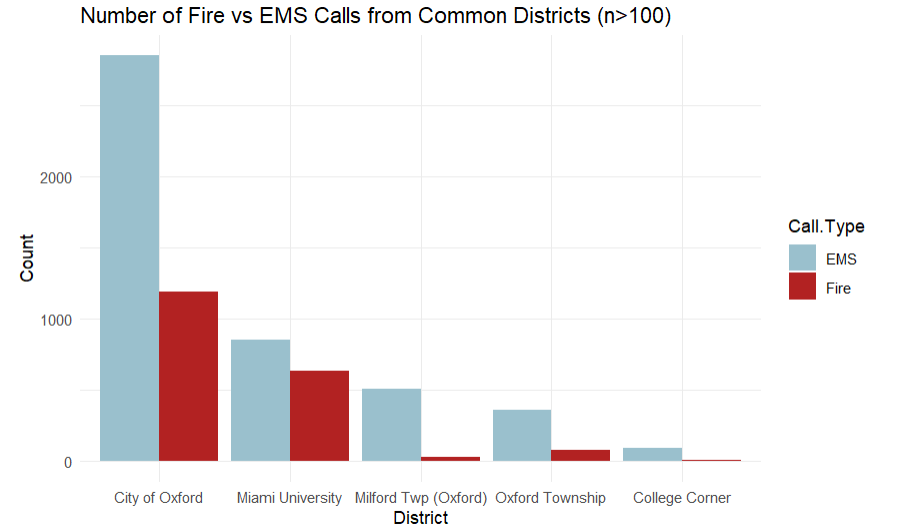 Number of Fire vs EMS Calls from Common Districts (n>100)
2000
1000
0
Count
City of Oxford
Miami University
Milford Twp (Oxford)
Oxford Township
College Corner
District
Call.Type
EMS
Fire